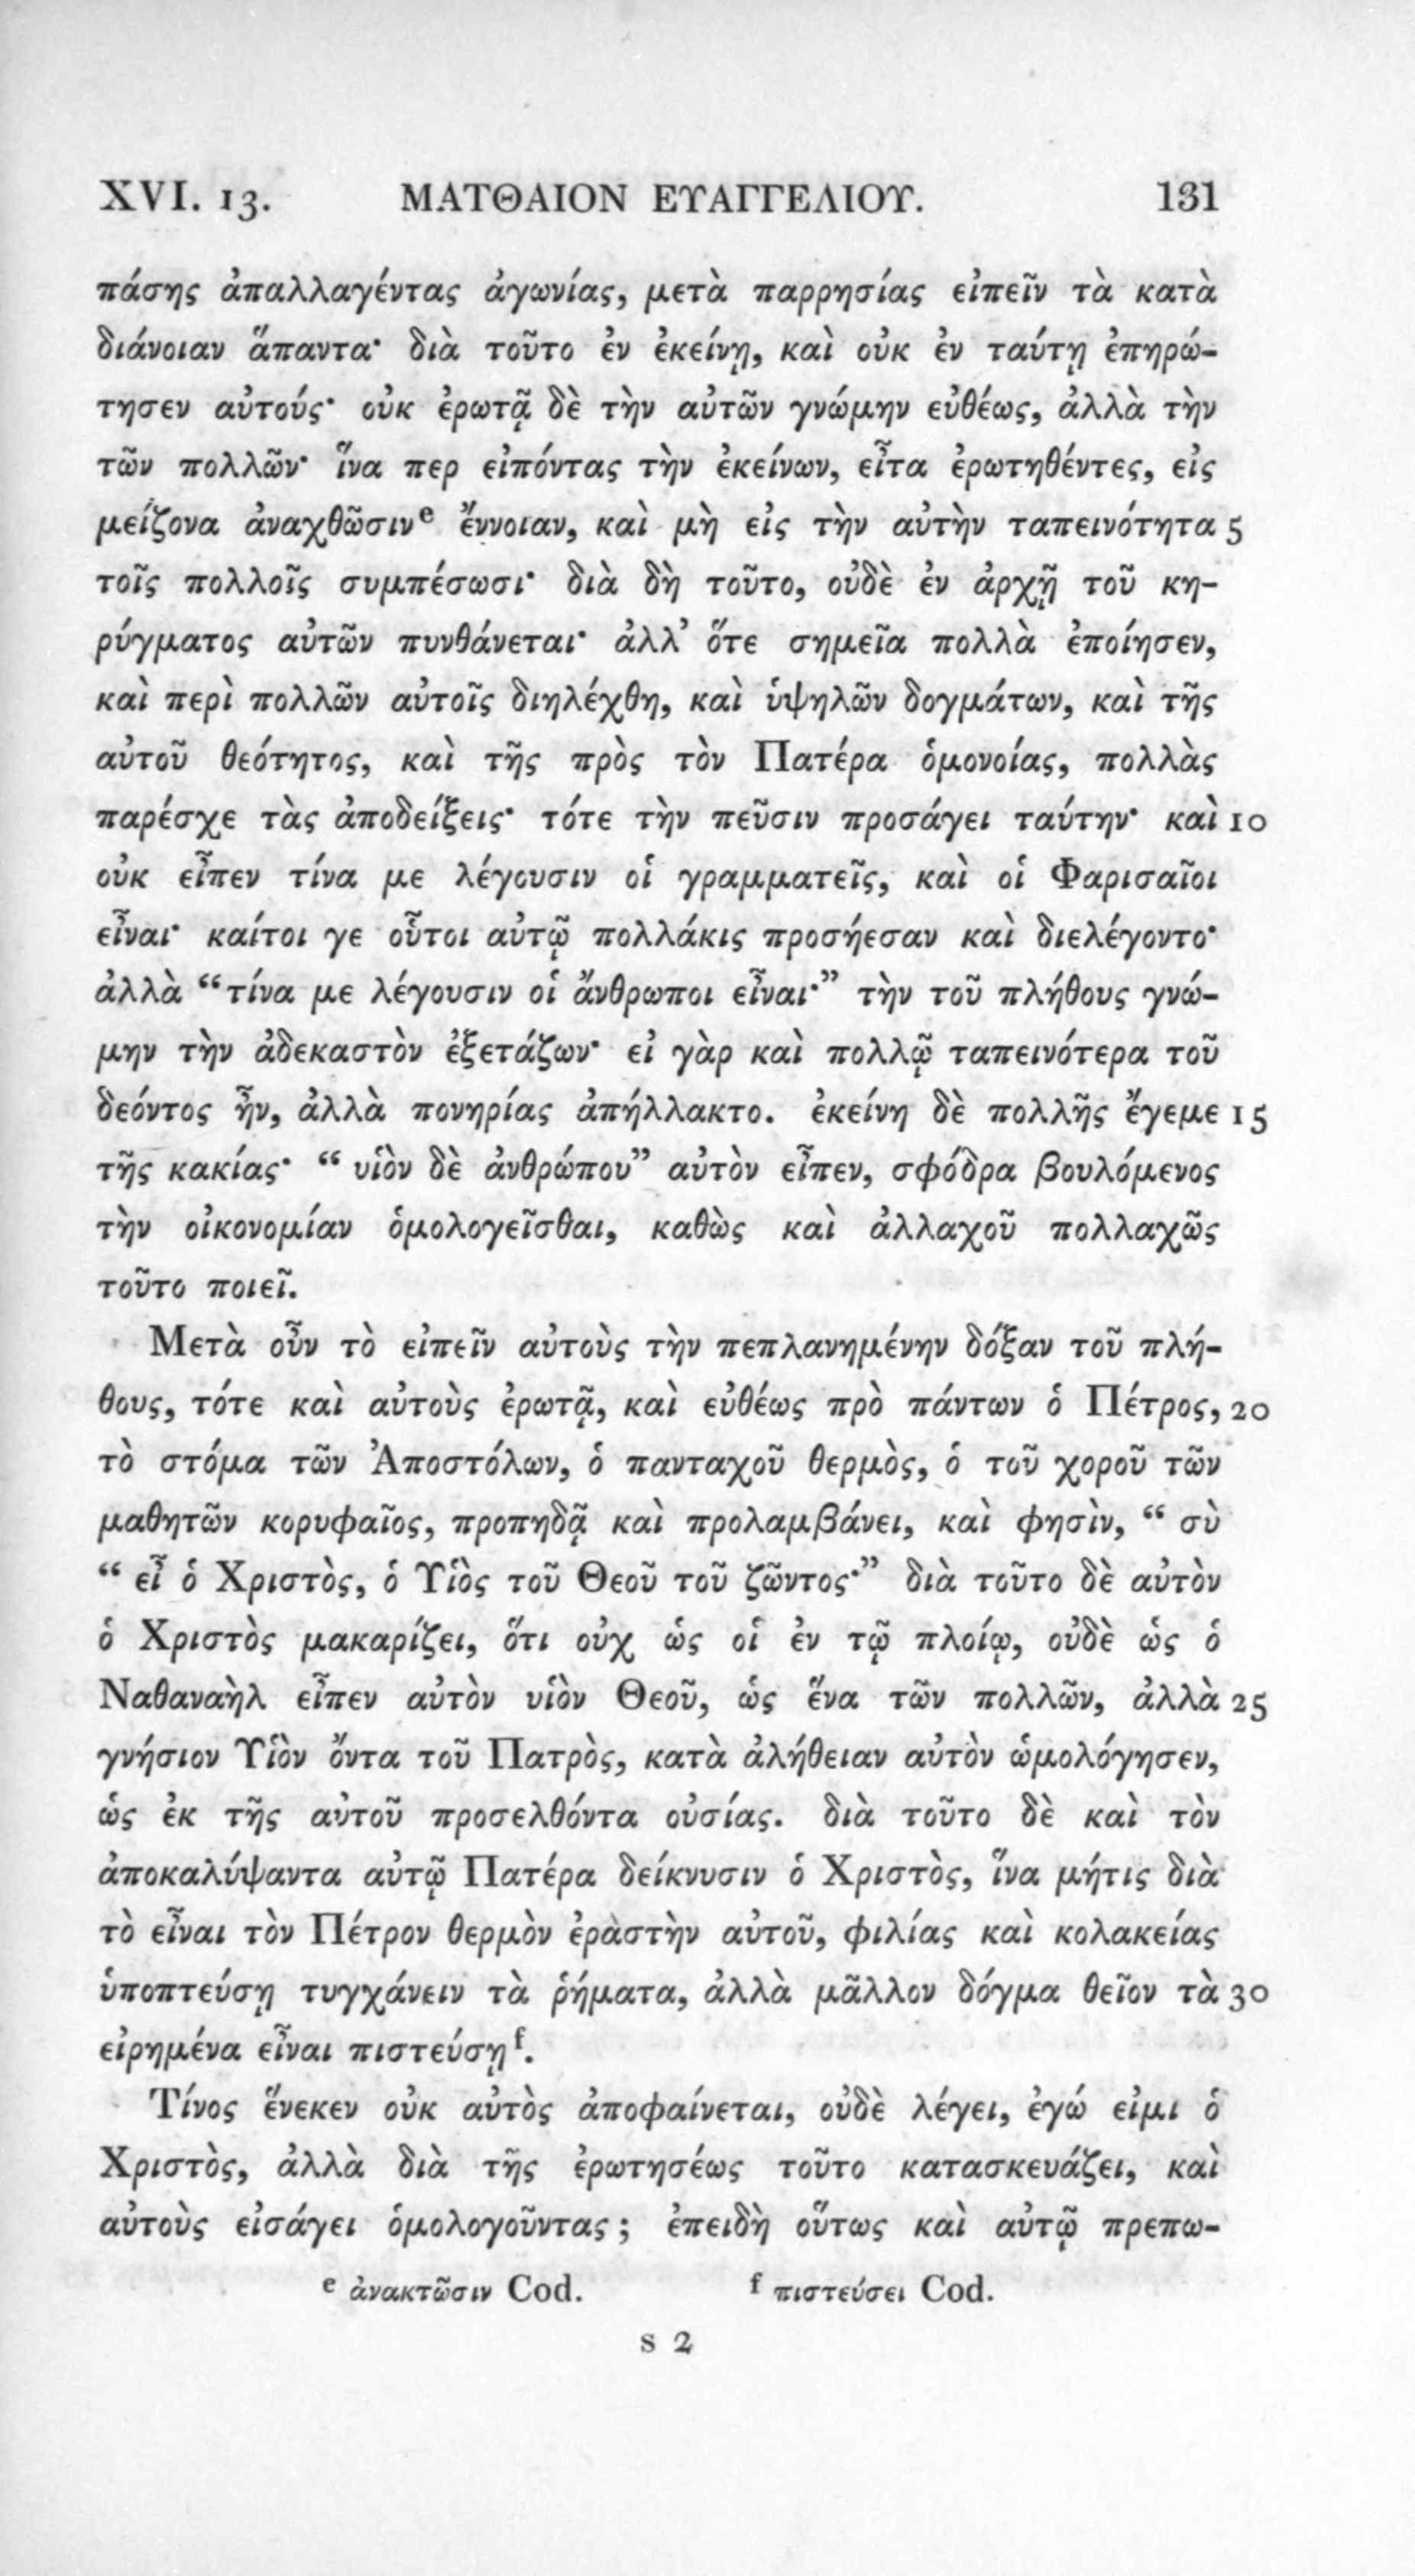 XVI. 13. ΜΑΤΘΑΙΟΝ ΕΥΑΓΓΕΛΙΟΥ. 131
πάσης ἀπαλλαγέντας ἀγωνίας, μετὰ παρρησίας εἰπεῖν τὰ κατὰ
διάνοιαν ἅπαντα· διὰ τοῦτο ἐν ἐκείνῃ, καὶ οὐκ ἐν ταύτῃ ἐπηρώ-
τησεν αὐτούς· οὐκ ἐρωτᾷ δὲ τὴν αὐτῶν γνώμην εὐθέως, ἀλλὰ τὴν
τῶν πολλῶν· ἵνα περ εἰπόντας τὴν ἐκείνων, εἶτα ἐρωτηθέντες, εἰς
μείζονα ἀναχθῶσιν e ἔννοιαν, καὶ μὴ εἰς τὴν αὐτὴν ταπεινότητα 5
τοῖς πολλοῖς συμπέσωσι· διὰ δὴ τοῦτο, οὐδὲ ἐν ἀρχῇ τοῦ κη-
ρύγματος αὐτῶν πυνθάνεται· ἀλλ’ ὅτε σημεῖα πολλὰ ἐποίησεν,
καὶ περὶ πολλῶν αὐτοῖς διηλέχθη, καὶ ὑψηλῶν δογμάτων, καὶ τῆς
αὐτοῦ θεότητος, καὶ τῆς πρὸς τὸν Πατέρα ὁμονοίας, πολλὰς
παρέσχε τὰς ἀποδείξεις· τότε τὴν πεῦσιν προσάγει ταύτην· καὶ 10
οὐκ εἶπεν τίνα με λέγουσιν οἱ γραμματεῖς, καὶ οἱ Φαρισαῖοι
εἶναι· καίτοι γε οὗτοι αὐτῷ πολλάκις προσήεσαν καὶ διελέγοντο·
ἀλλὰ “τίνα με λέγουσιν οἱ ἄνθρωποι εἶναι·” τὴν τοῦ πλήθους γνώ-
μην τὴν ἀδεκαστὸν ἐξετάζων· εἰ γὰρ καὶ πολλῷ ταπεινότερα τοῦ
δεόντος ἦν, ἀλλὰ πονηρίας ἀπήλλακτο. ἐκείνη δὲ πολλῆς ἔγεμε 15
τῆς κακίας· “ υἱὸν δὲ ἀνθρώπου” αὐτὸν εἶπεν, σφόδρα βουλόμενος
τὴν οἰκονομίαν ὁμολογεῖσθαι, καθὼς καὶ ἀλλαχοῦ πολλαχῶς
τοῦτο ποιεῖ.
Μετὰ οὖν τὸ εἰπεῖν αὐτοὺς τὴν πεπλανημένην δόξαν τοῦ πλή-
θους, τότε καὶ αὐτοὺς ἐρωτᾷ, καὶ εὐθέως πρὸ πάντων ὁ Πέτρος, 20
τὸ στόμα τῶν Ἀποστόλων, ὁ πανταχοῦ θερμὸς, ὁ τοῦ χοροῦ τῶν
μαθητῶν κορυφαῖος, προπηδᾷ καὶ προλαμβάνει, καὶ φησὶν, “ σὺ
“ εἶ ὁ Χριστὸς, ὁ Υἱὸς τοῦ Θεοῦ τοῦ ζῶντος·” διὰ τοῦτο δὲ αὐτὸν
ὁ Χριστὸς μακαρίζει, ὅτι οὐχ ὡς οἱ ἐν τῷ πλοίῳ, οὐδὲ ὡς ὁ
Ναθαναὴλ εἶπεν αὐτὸν υἱὸν Θεοῦ, ὡς ἕνα τῶν πολλῶν, ἀλλὰ 25
γνήσιον Υἱὸν ὄντα τοῦ Πατρὸς, κατὰ ἀλήθειαν αὐτὸν ὡμολόγησεν,
ὡς ἐκ τῆς αὐτοῦ προσελθόντα οὐσίας. διὰ τοῦτο δὲ καὶ τὸν
ἀποκαλύψαντα αὐτῷ Πατέρα δείκνυσιν ὁ Χριστὸς, ἵνα μήτις διὰ
τὸ εἶναι τὸν Πέτρον θερμὸν ἐρὰστὴν αὐτοῦ, φιλίας καὶ κολακείας
ὑποπτεύσῃ τυγχάνειν τὰ ῥήματα, ἀλλὰ μᾶλλον δόγμα θεῖον τὰ 30
εἰρημένα εἶναι πιστεύσῃ f.
Τίνος ἕνεκεν οὐκ αὐτὸς ἀποφαίνεται, οὐδὲ λέγει, ἐγώ εἰμι ὁ
Χριστὸς, ἀλλὰ διὰ τῆς ἐρωτησέως τοῦτο κατασκευάζει, καὶ
αὐτοὺς εἰσάγει ὁμολογοῦντας ; ἐπειδὴ οὕτως καὶ αὐτῷ πρεπω-
e ἀνακτῶσιν Cod. f πιστεύσει Cod.
s 2